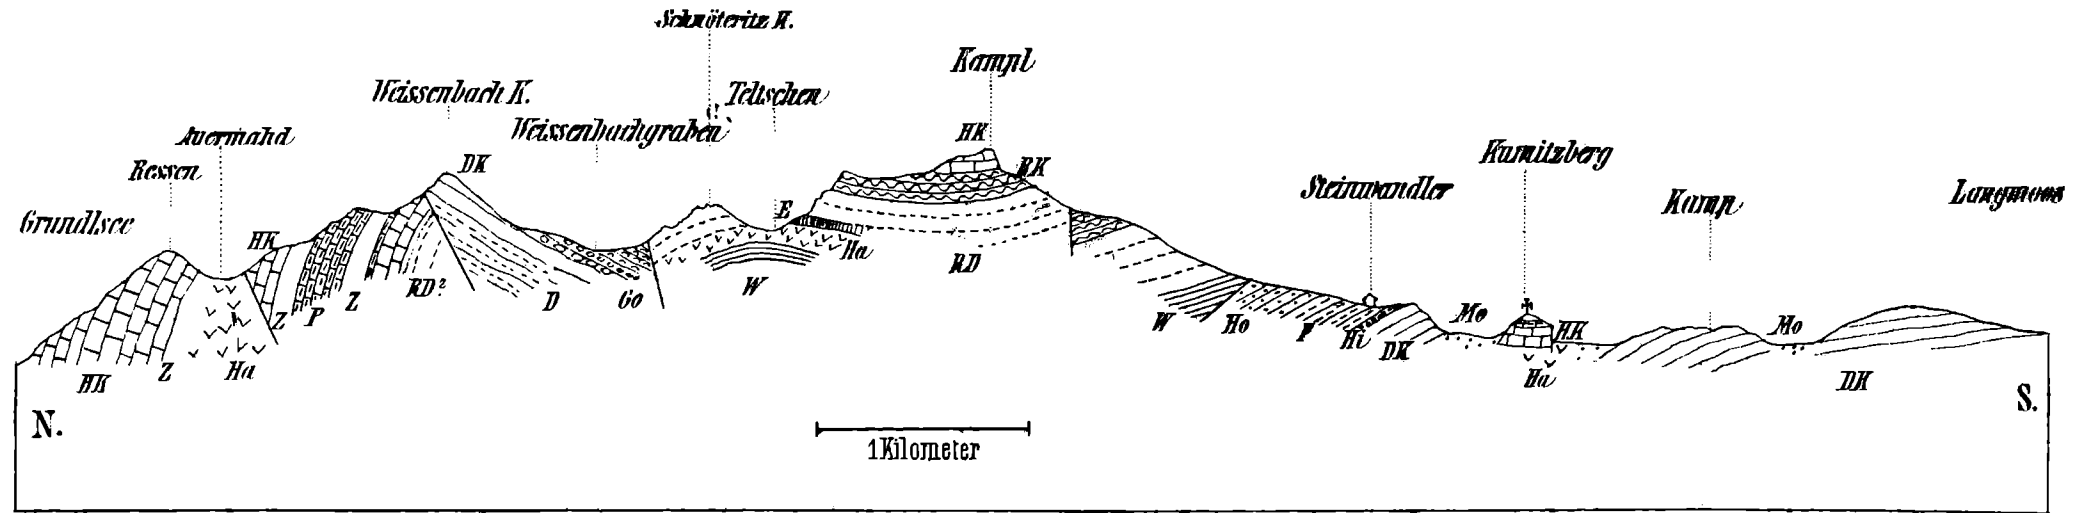 Schnöteritz K.
Kampl
Weissenbach K.
Teltschen
Weissenbachgraben
Auermahd
HK
Kumitzberg
Ressen
DK
RK
Steinwandler
Kamp
Langmoos
Grundlsee
HK
E
Ha
RD
Z
P
Z
RD?
D
Go
W
W
Ho
P
Hi
DK
Mo
HK
Mo
HK
Z
Ha
Ha
DK
N.
S.
1 Kilometer